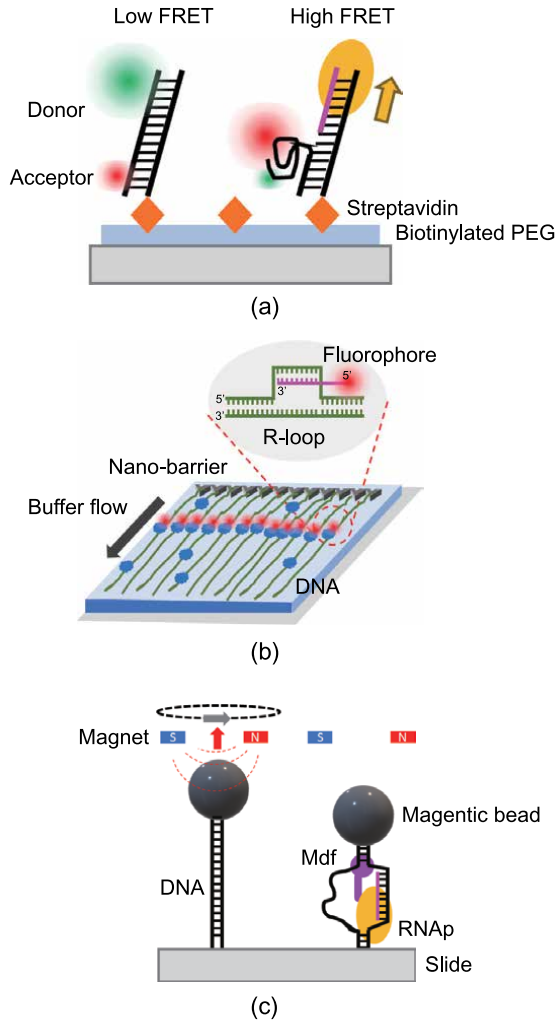 Low FRET
High FRET
Donor
Acceptor
Streptavidin
Biotinylated PEG
(a)
Fluorophore
5'
3'
5'
3'
R-loop
Nano-barrier
Buffer flow
DNA
(b)
Magnet
S
N
S
N
Magentic bead
Mdf
DNA
RNAp
Slide
(c)